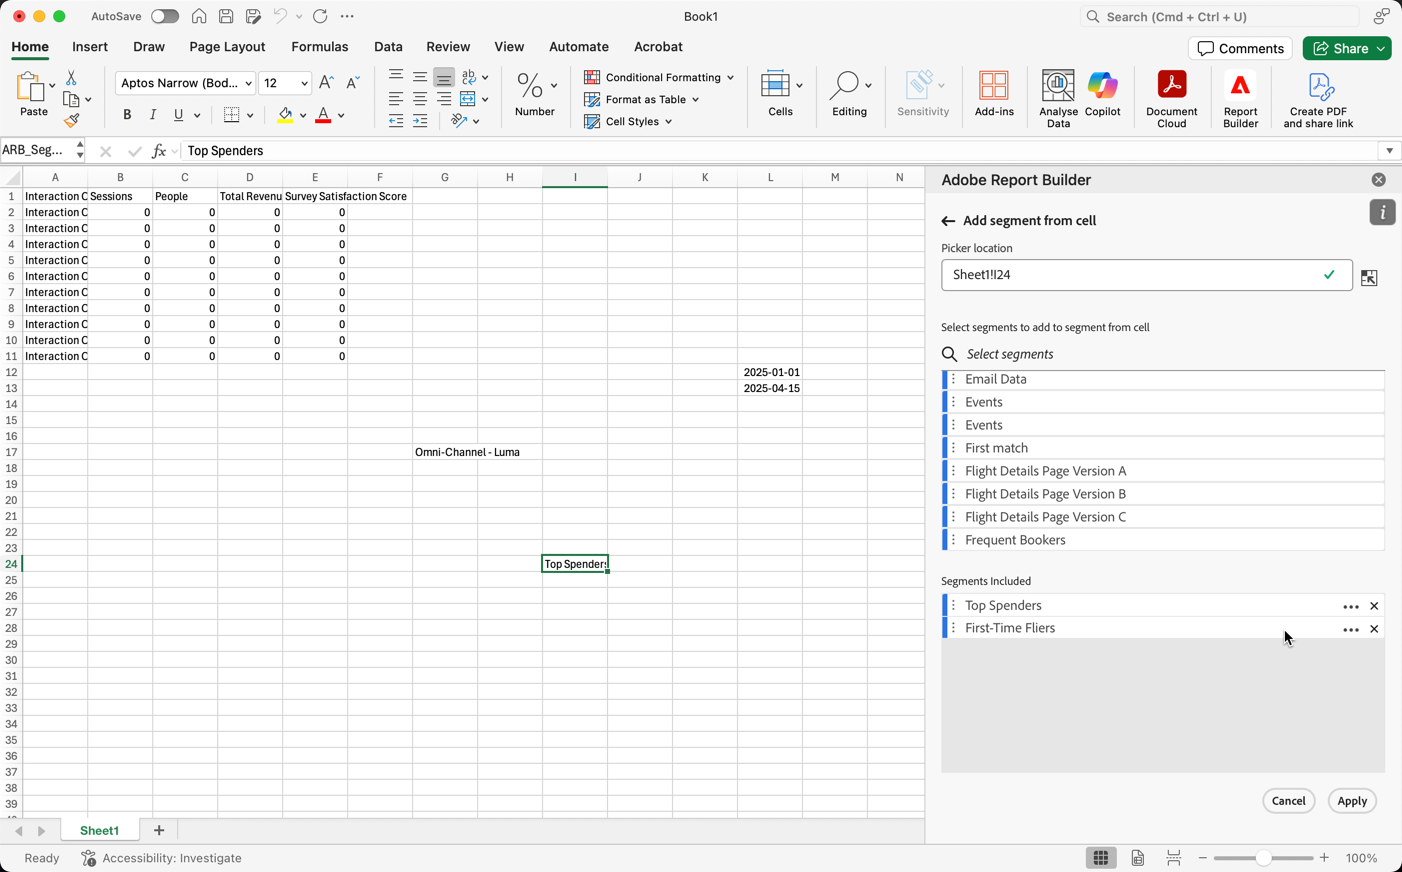 AutoSave
Book1
Search (Cmd + Ctrl + U)
Home Insert Draw Page Layout Formulas Data Review View Automate Acrobat
Comments
Share
Paste
Aptos Narrow (Bod...
12
A A
B I U A
ab
%
Number
Conditional Formatting
Format as Table
Cell Styles
Cells
Editing
Sensitivity
Add-ins
Analyse Data
Copilot
Document Cloud
Report Builder
Create PDF and share link
ARB_Seg...
fx
Top Spenders
A B C D E F G H I J K L M N
1 Interaction C Sessions People Total Revenu Survey Satisfaction Score
2 Interaction C 0 0 0 0
3 Interaction C 0 0 0 0
4 Interaction C 0 0 0 0
5 Interaction C 0 0 0 0
6 Interaction C 0 0 0 0
7 Interaction C 0 0 0 0
8 Interaction C 0 0 0 0
9 Interaction C 0 0 0 0
10 Interaction C 0 0 0 0
11 Interaction C 0 0 0 0
12 2025-01-01
13 2025-04-15
14
15
16
17 Omni-Channel - Luma
18
19
20
21
22
23
24 Top Spenders
25
26
27
28
29
30
31
32
33
34
35
36
37
38
39
Adobe Report Builder
i
Add segment from cell
Picker location
Sheet1!I24
Select segments to add to segment from cell
Select segments
Email Data
Events
Events
First match
Flight Details Page Version A
Flight Details Page Version B
Flight Details Page Version C
Frequent Bookers
Segments Included
Top Spenders
First-Time Fliers
Cancel
Apply
Sheet1
Ready
Accessibility: Investigate
100%